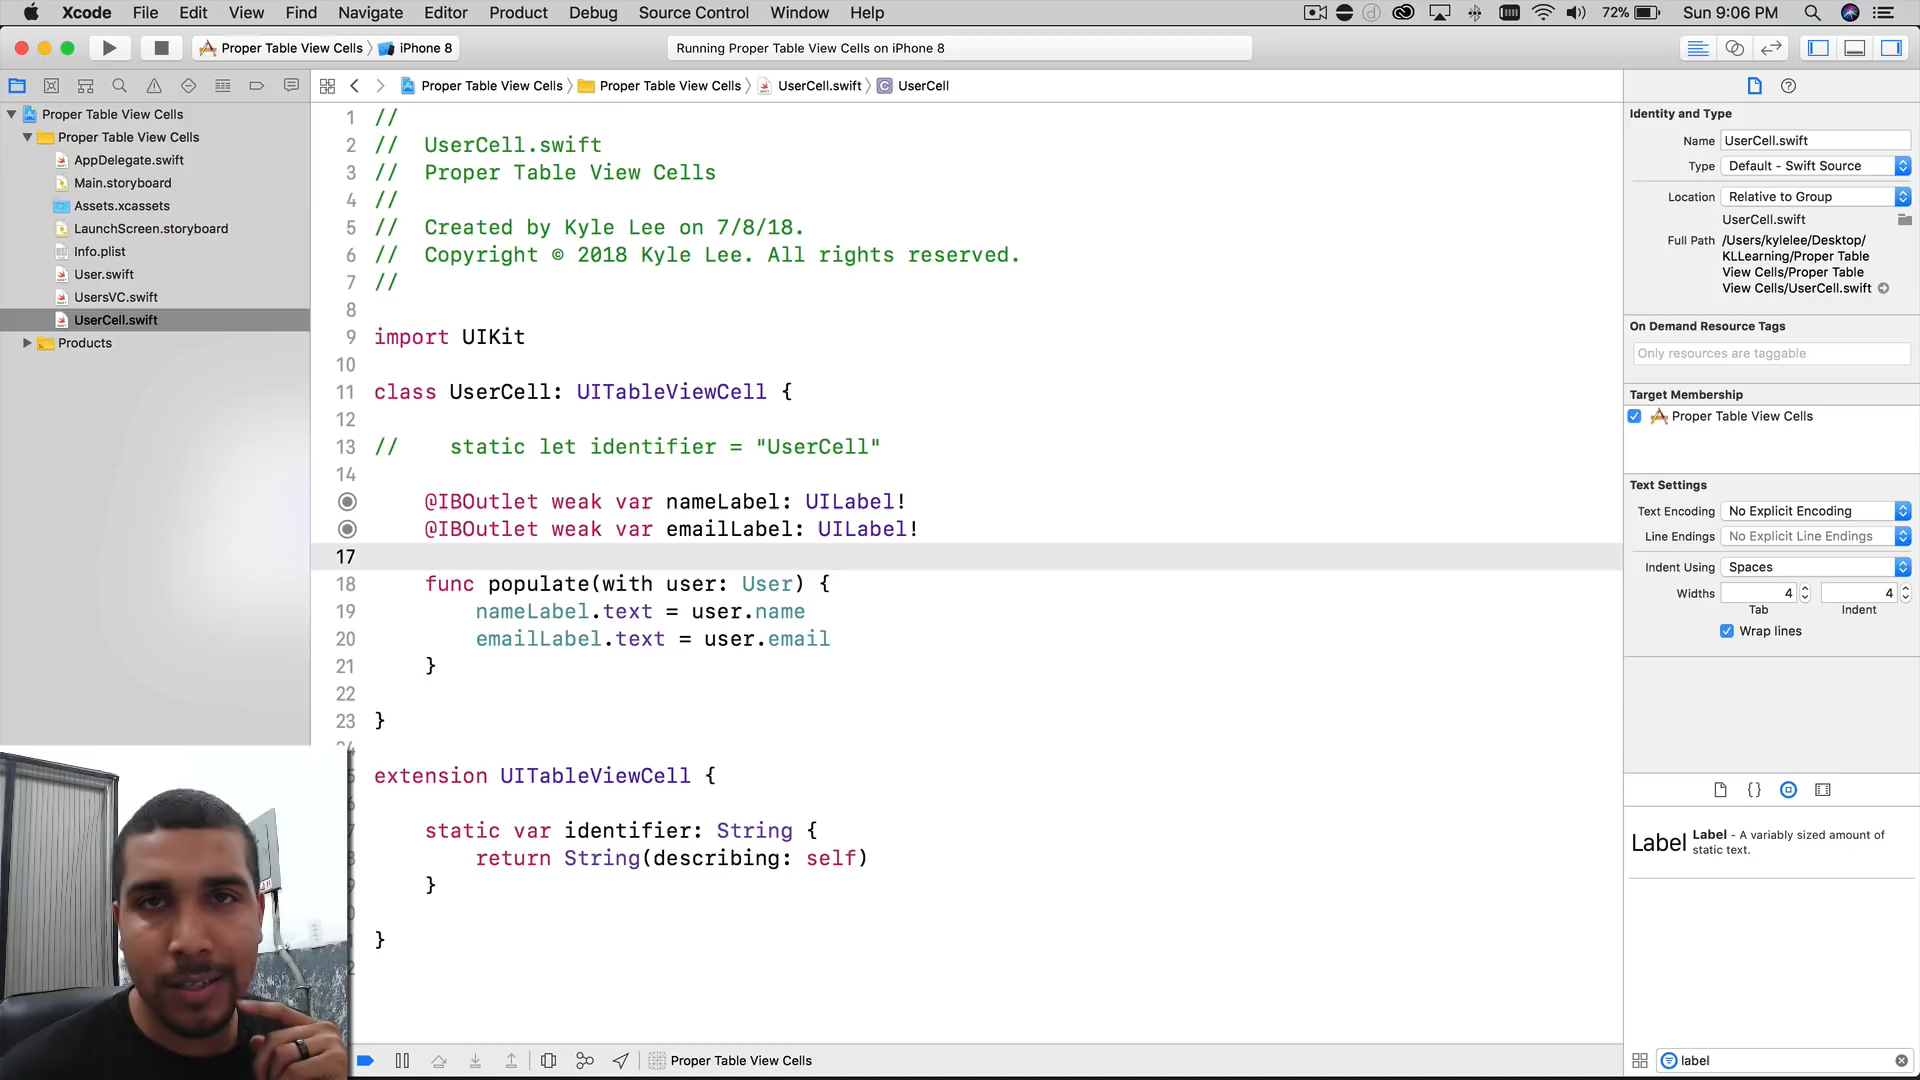 Xcode File Edit View Find Navigate Editor Product Debug Source Control Window Help 72% Sun 9:06 PM
Proper Table View Cells iPhone 8 Running Proper Table View Cells on iPhone 8
Proper Table View Cells Proper Table View Cells UserCell.swift UserCell
Proper Table View Cells
Proper Table View Cells
AppDelegate.swift
Main.storyboard
Assets.xcassets
LaunchScreen.storyboard
Info.plist
User.swift
UsersVC.swift
UserCell.swift
Products
1 //
2 // UserCell.swift
3 // Proper Table View Cells
4 //
5 // Created by Kyle Lee on 7/8/18.
6 // Copyright © 2018 Kyle Lee. All rights reserved.
7 //
8
9 import UIKit
10
11 class UserCell: UITableViewCell {
12
13 // static let identifier = "UserCell"
14
@IBOutlet weak var nameLabel: UILabel!
@IBOutlet weak var emailLabel: UILabel!
17
18 func populate(with user: User) {
19 nameLabel.text = user.name
20 emailLabel.text = user.email
21 }
22
23 }
extension UITableViewCell {
static var identifier: String {
return String(describing: self)
}
}
Proper Table View Cells
Identity and Type
Name UserCell.swift
Type Default - Swift Source
Location Relative to Group
UserCell.swift
Full Path /Users/kylelee/Desktop/
KLLearning/Proper Table
View Cells/Proper Table
View Cells/UserCell.swift
On Demand Resource Tags
Only resources are taggable
Target Membership
Proper Table View Cells
Text Settings
Text Encoding No Explicit Encoding
Line Endings No Explicit Line Endings
Indent Using Spaces
Widths 4 4
Tab Indent
Wrap lines
Label Label - A variably sized amount of
static text.
label